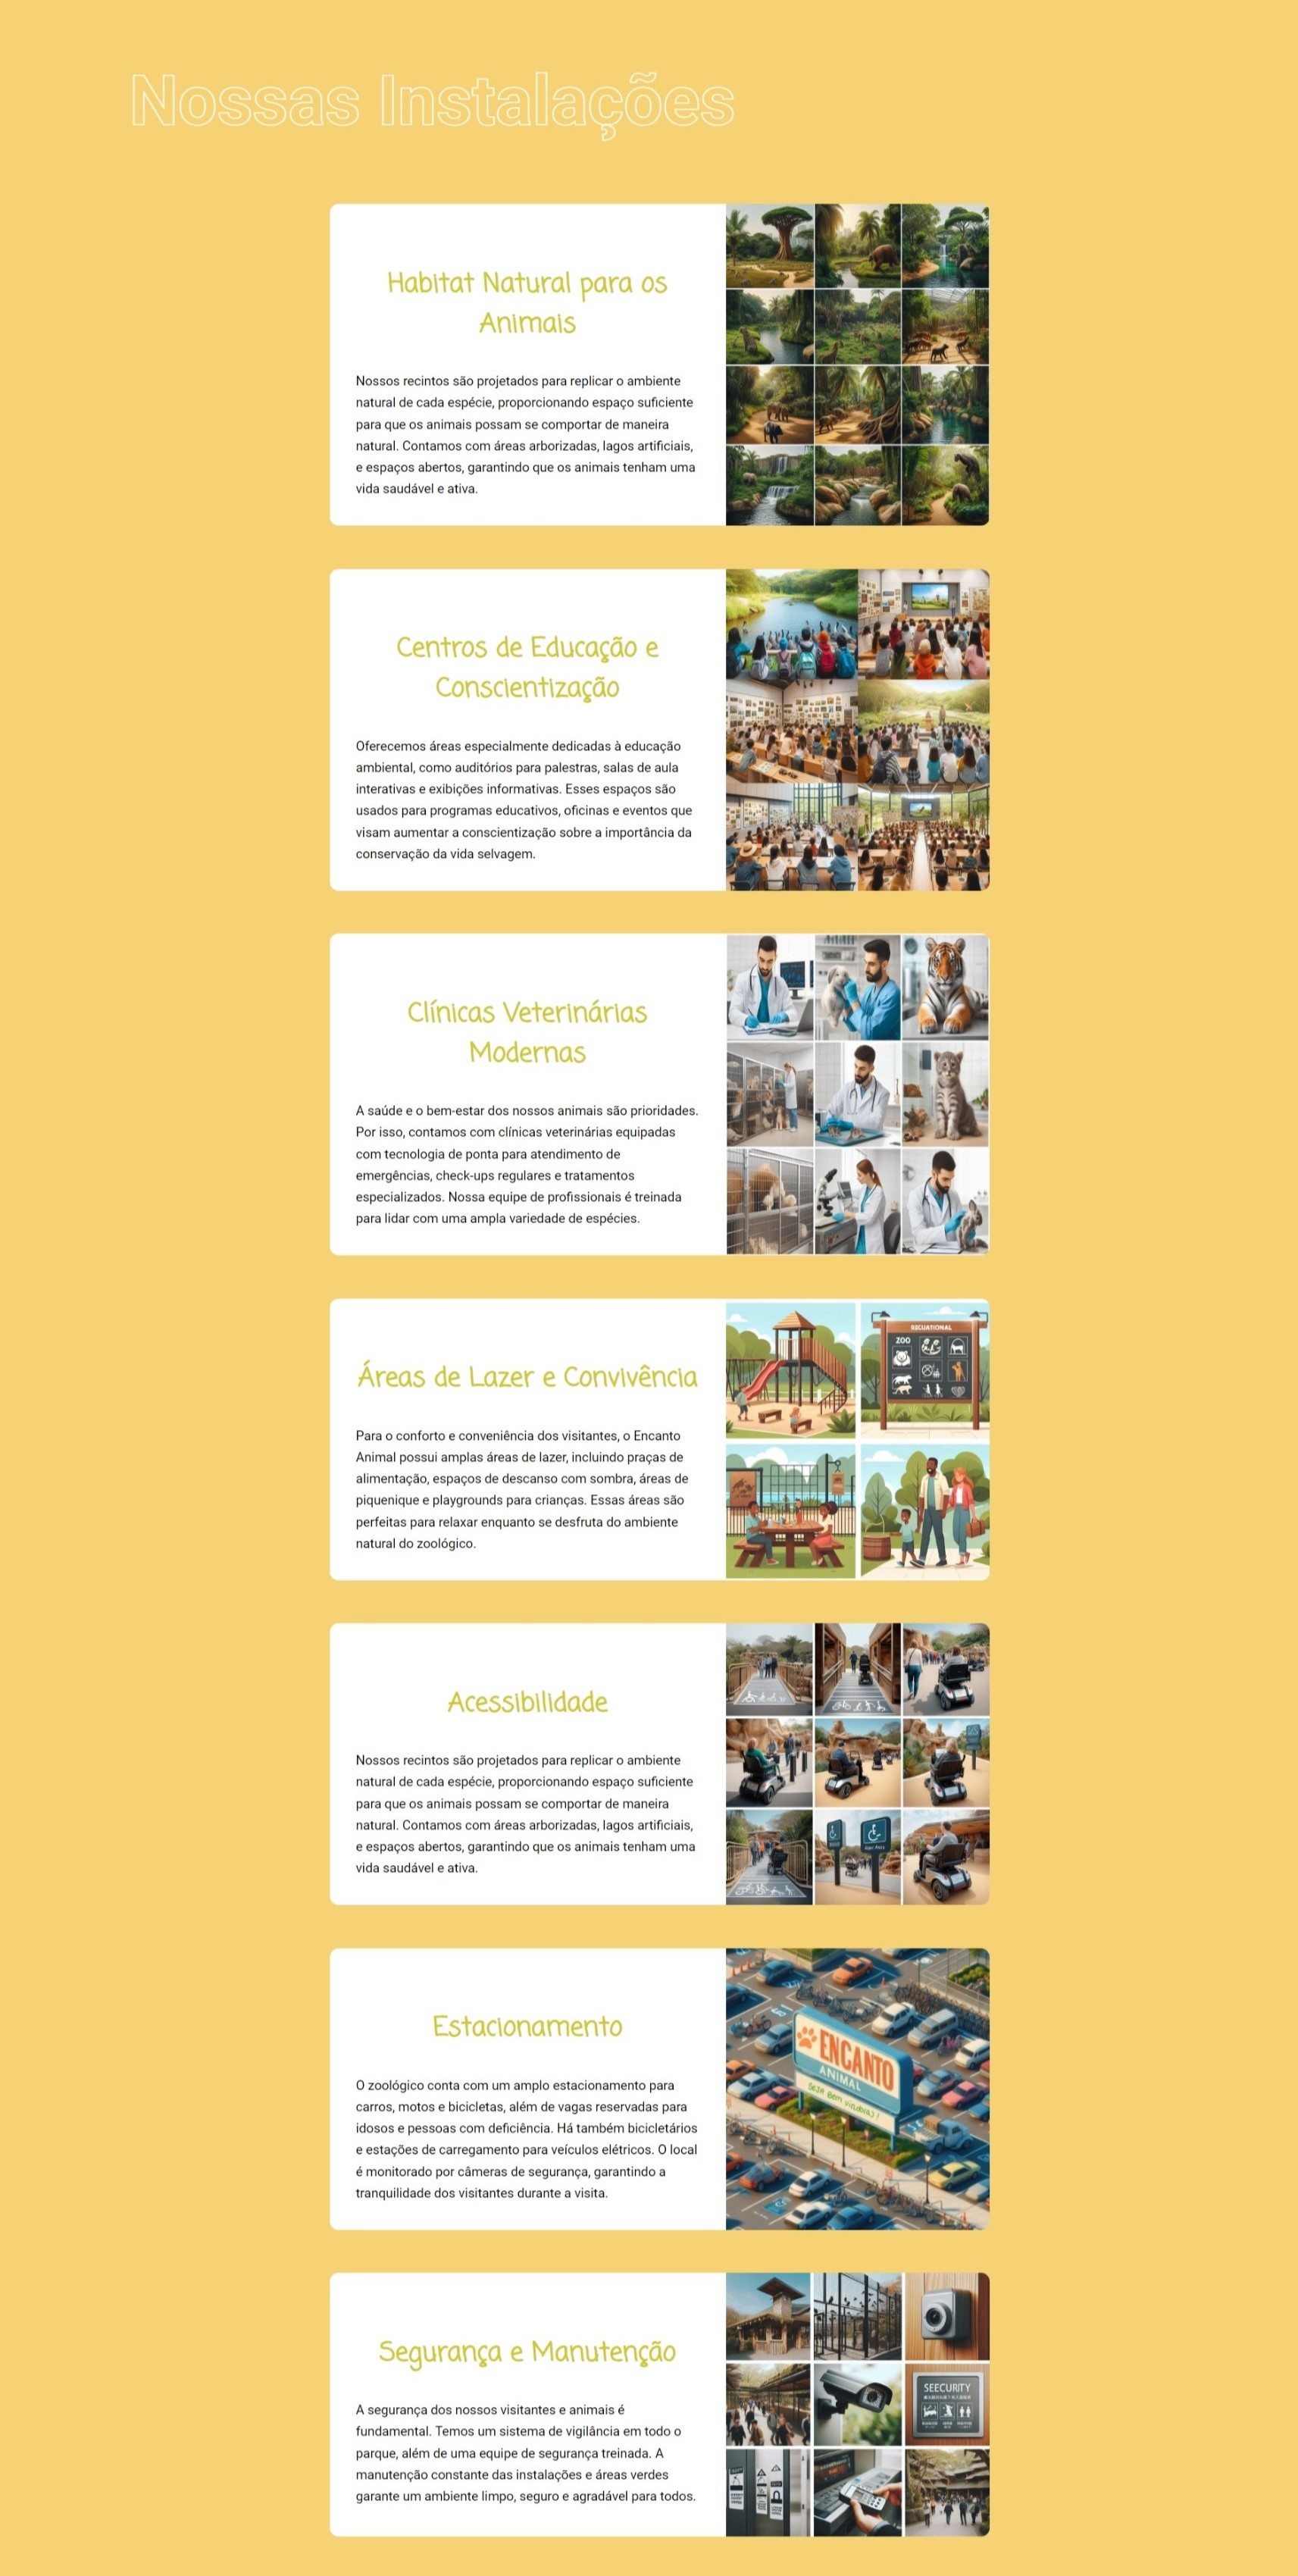 Nossas Instalações
Habitat Natural para os
Animais
Nossos recintos são projetados para replicar o ambiente
natural de cada espécie, proporcionando espaço suficiente
para que os animais possam se comportar de maneira
natural. Contamos com áreas arborizadas, lagos artificiais,
e espaços abertos, garantindo que os animais tenham uma
vida saudável e ativa.
Centros de Educação e
Conscientização
Oferecemos áreas especialmente dedicadas à educação
ambiental, como auditórios para palestras, salas de aula
interativas e exibições informativas. Esses espaços são
usados para programas educativos, oficinas e eventos que
visam aumentar a conscientização sobre a importância da
conservação da vida selvagem.
Clínicas Veterinárias
Modernas
A saúde e o bem-estar dos nossos animais são prioridades.
Por isso, contamos com clínicas veterinárias equipadas
com tecnologia de ponta para atendimento de
emergências, check-ups regulares e tratamentos
especializados. Nossa equipe de profissionais é treinada
para lidar com uma ampla variedade de espécies.
Áreas de Lazer e Convivência
Para o conforto e conveniência dos visitantes, o Encanto
Animal possui amplas áreas de lazer, incluindo praças de
alimentação, espaços de descanso com sombra, áreas de
piquenique e playgrounds para crianças. Essas áreas são
perfeitas para relaxar enquanto se desfruta do ambiente
natural do zoológico.
ZOO
Acessibilidade
Nossos recintos são projetados para replicar o ambiente
natural de cada espécie, proporcionando espaço suficiente
para que os animais possam se comportar de maneira
natural. Contamos com áreas arborizadas, lagos artificiais,
e espaços abertos, garantindo que os animais tenham uma
vida saudável e ativa.
Estacionamento
O zoológico conta com um amplo estacionamento para
carros, motos e bicicletas, além de vagas reservadas para
idosos e pessoas com deficiência. Há também bicicletários
e estações de carregamento para veículos elétricos. O local
é monitorado por câmeras de segurança, garantindo a
tranquilidade dos visitantes durante a visita.
ENCANTO
ANIMAL
Segurança e Manutenção
A segurança dos nossos visitantes e animais é
fundamental. Temos um sistema de vigilância em todo o
parque, além de uma equipe de segurança treinada. A
manutenção constante das instalações e áreas verdes
garante um ambiente limpo, seguro e agradável para todos.
SEECURITY